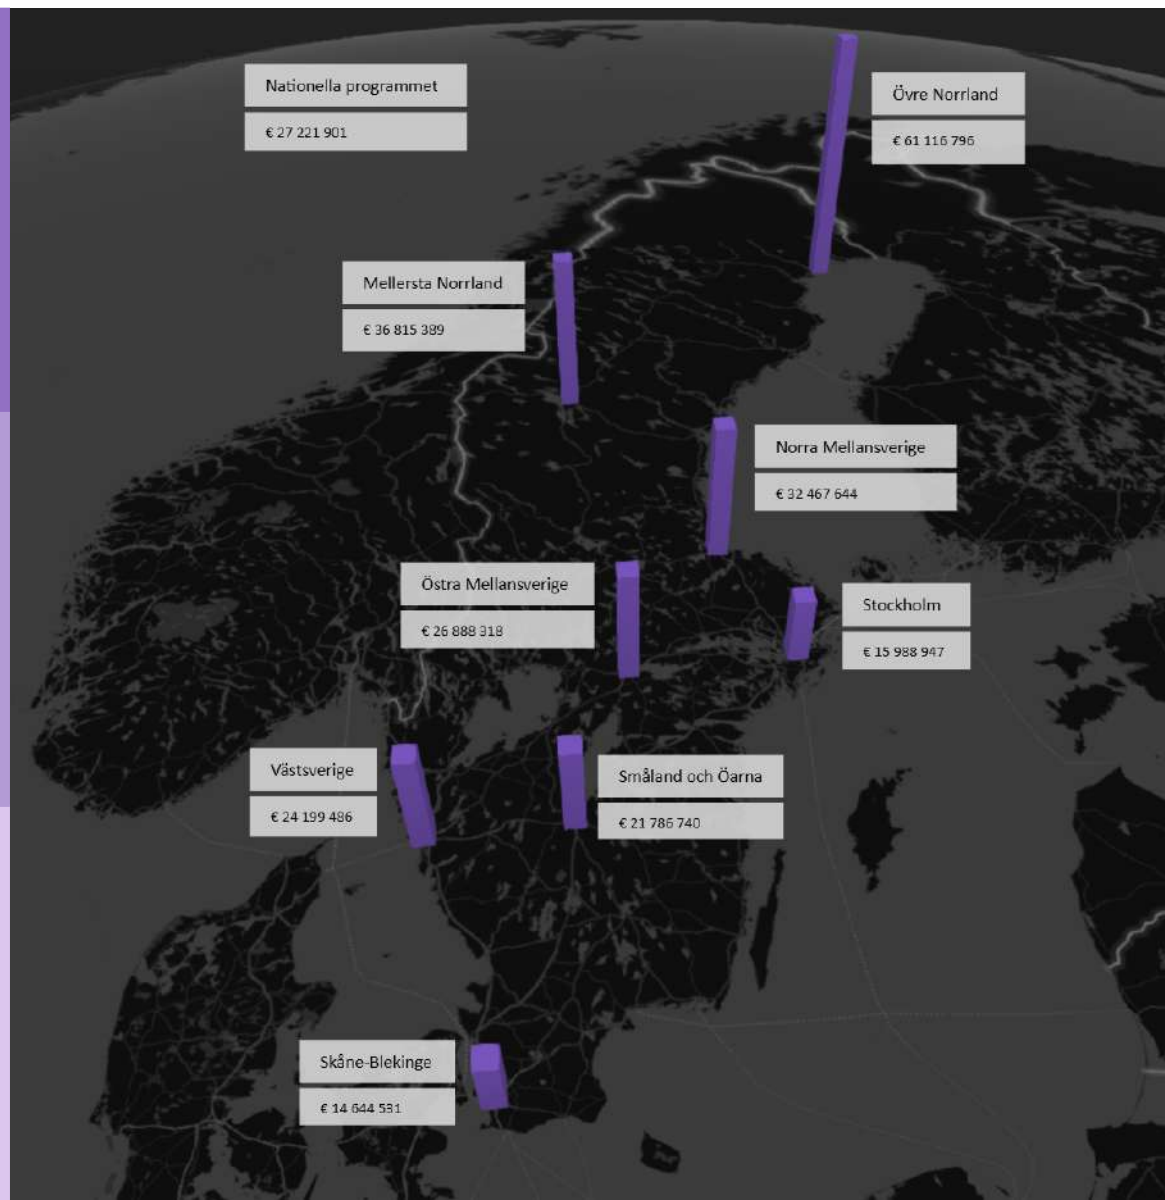 Nationella programmet
€ 27 221 901
Övre Norrland
€ 61 116 796
Mellersta Norrland
€ 36 815 389
Norra Mellansverige
€ 32 467 644
Östra Mellansverige
€ 26 888 318
Stockholm
€ 15 988 947
Västsverige
€ 24 199 486
Småland och Öarna
€ 21 786 740
Skåne-Blekinge
€ 14 644 531